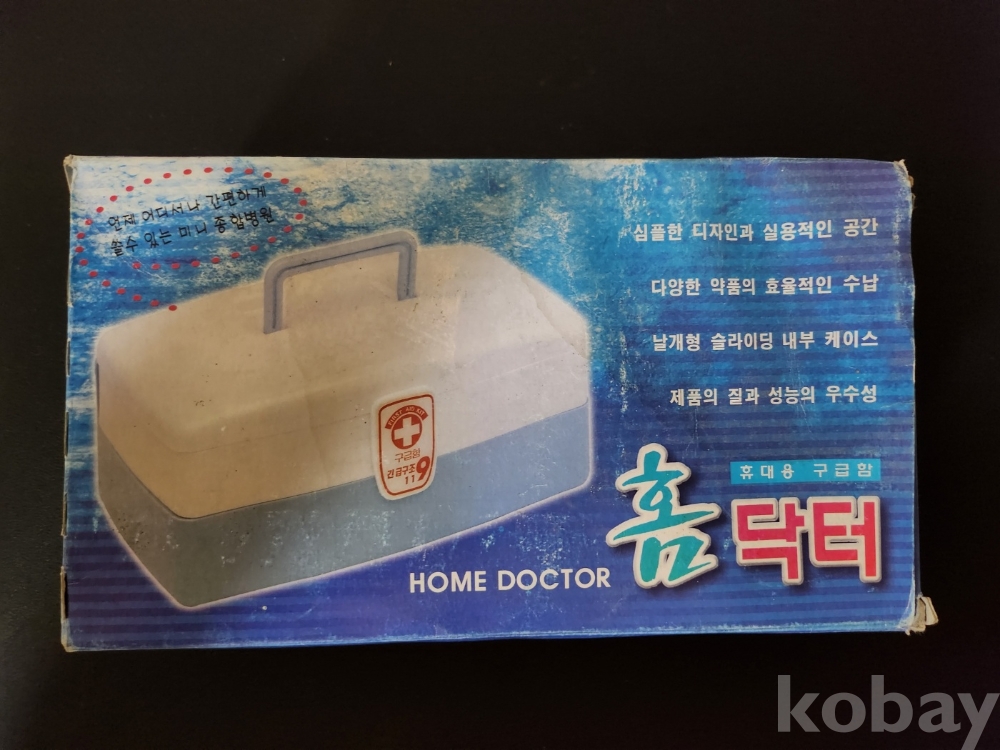 언제 어디서나 간편하게
쓸수 있는 미니 종합병원
심플한 디자인과 실용적인 공간
다양한 약품의 효율적인 수납
날개형 슬라이딩 내부 케이스
제품의 질과 성능의 우수성
FIRST AID KIT
구급함
긴급구조
119
휴대용 구급함
홈 닥터
HOME DOCTOR
kobay